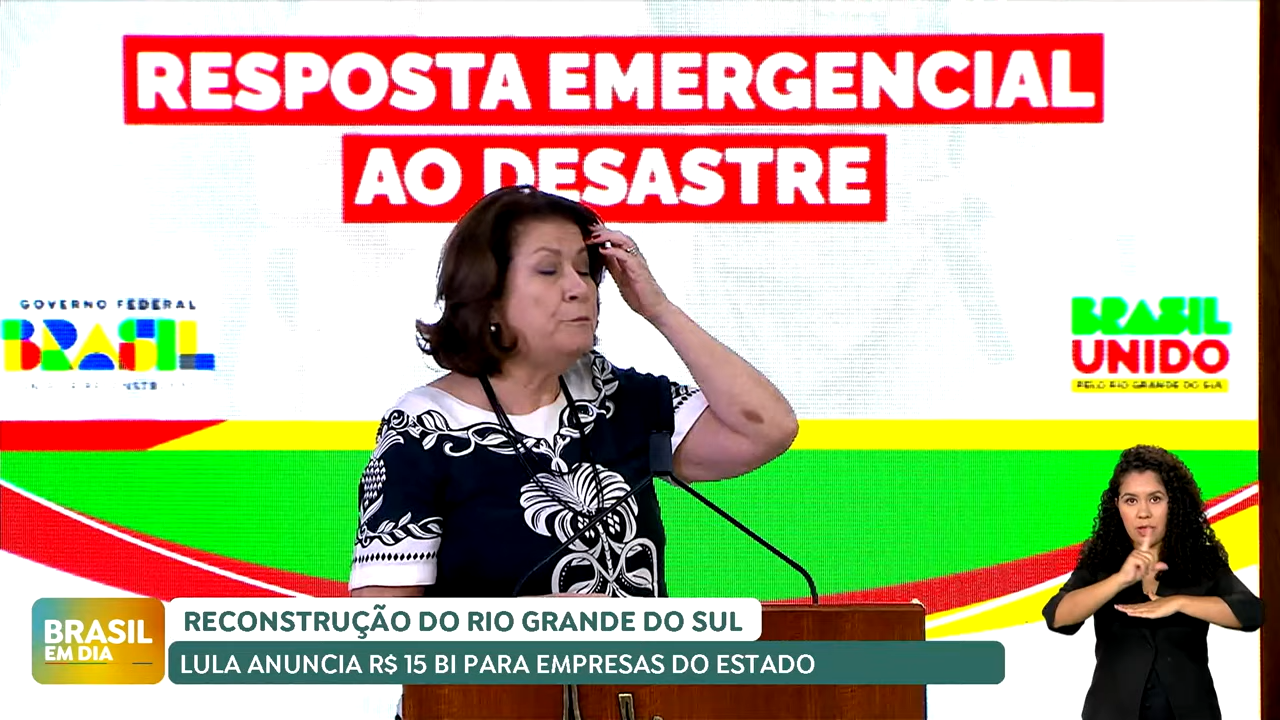 RESPOSTA EMERGENCIAL
AO DESASTRE
GOVERNO FEDERAL
BRASIL
BRASIL
UNIDO
PELO RIO GRANDE DO SUL
BRASIL
EM DIA
RECONSTRUÇÃO DO RIO GRANDE DO SUL
LULA ANUNCIA R$ 15 BI PARA EMPRESAS DO ESTADO